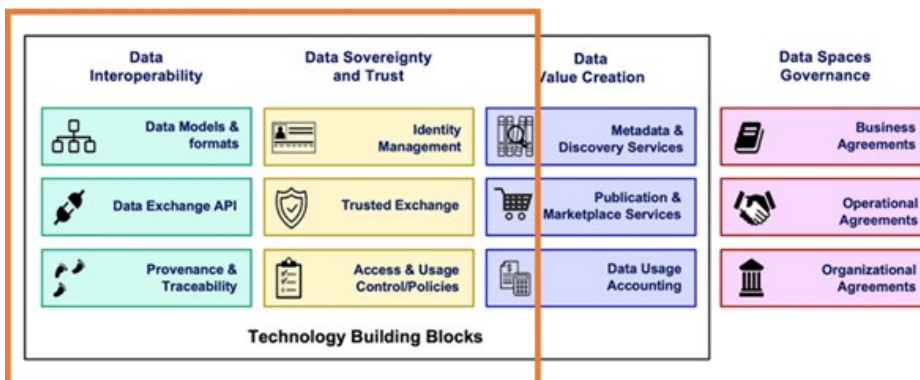 Data
Interoperability
Data Models &
formats
Data Exchange API
Provenance &
Traceability
Data Sovereignty
and Trust
Identity
Management
Trusted Exchange
Access & Usage
Control/Policies
Data
Value Creation
Metadata &
Discovery Services
Publication &
Marketplace Services
Data Usage
Accounting
Technology Building Blocks
Data Spaces
Governance
Business
Agreements
Operational
Agreements
Organizational
Agreements